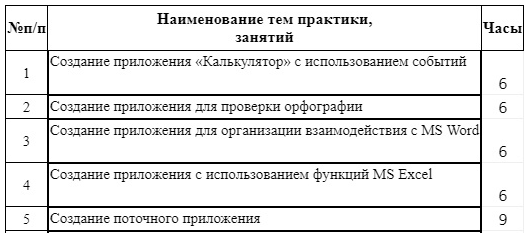 №п/п Наименование тем практики, занятий Часы
1 Создание приложения «Калькулятор» с использованием событий 6
2 Создание приложения для проверки орфографии 6
3 Создание приложения для организации взаимодействия с MS Word 6
4 Создание приложения с использованием функций MS Excel 6
5 Создание поточного приложения 9